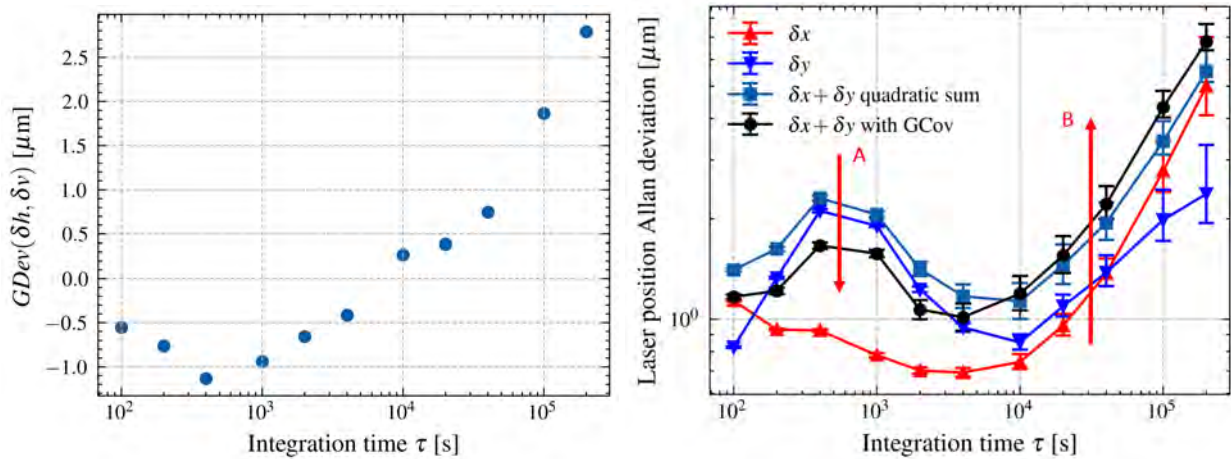 GDev(δh, δv) [μm]
2.5
2.0
1.5
1.0
0.5
0.0
−0.5
−1.0
10² 10³ 10⁴ 10⁵
Integration time τ [s]
Laser position Allan deviation [μm]
δx
δy
δx + δy quadratic sum
δx + δy with GCov
A
B
10⁰
10² 10³ 10⁴ 10⁵
Integration time τ [s]